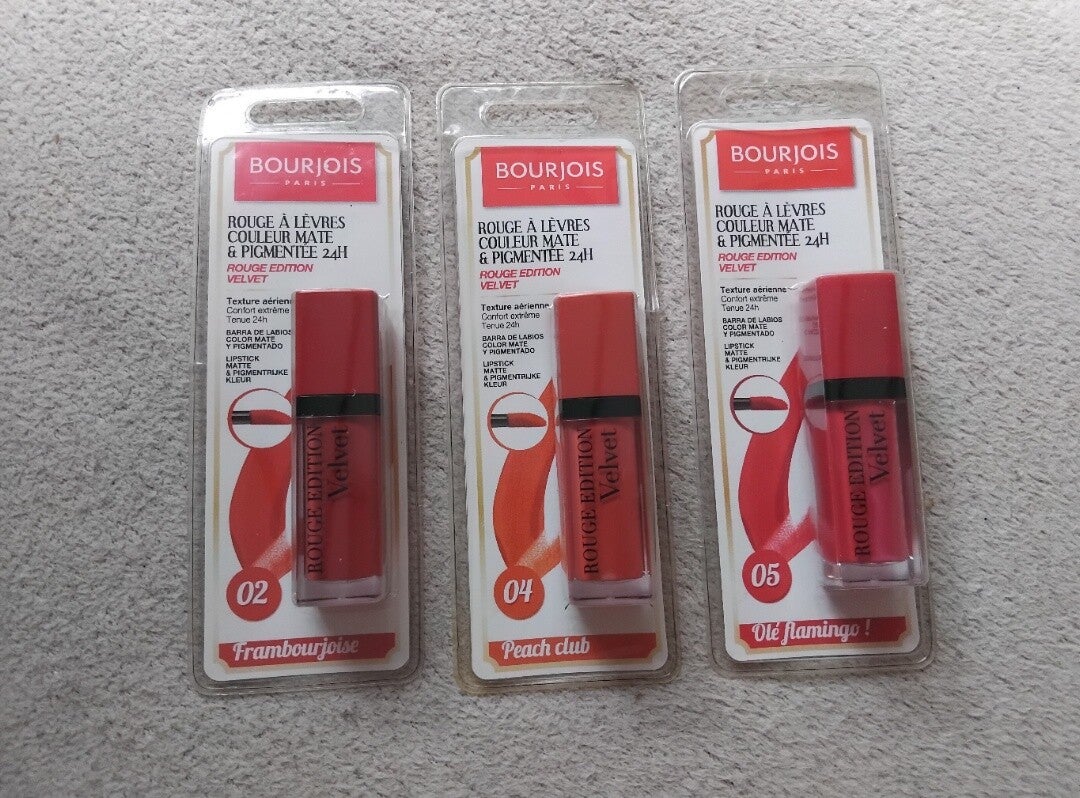 BOURJOIS
PARIS
ROUGE À LÈVRES
COULEUR MATE
& PIGMENTÉE 24H
ROUGE EDITION
VELVET
Texture aérienne
Confort extrême
Tenue 24h
BARRA DE LABIOS
COLOR MATE
Y PIGMENTADO
LIPSTICK
MATTE
& PIGMENTRIJKE
KLEUR
ROUGE EDITION
Velvet
02
Frambourjoise
BOURJOIS
PARIS
ROUGE À LÈVRES
COULEUR MATE
& PIGMENTÉE 24H
ROUGE EDITION
VELVET
Texture aérienne
Confort extrême
Tenue 24h
BARRA DE LABIOS
COLOR MATE
Y PIGMENTADO
LIPSTICK
MATTE
& PIGMENTRIJKE
KLEUR
ROUGE EDITION
Velvet
04
Peach club
BOURJOIS
PARIS
ROUGE À LÈVRES
COULEUR MATE
& PIGMENTÉE 24H
ROUGE EDITION
VELVET
Texture aérienne
Confort extrême
Tenue 24h
BARRA DE LABIOS
COLOR MATE
Y PIGMENTADO
LIPSTICK
MATTE
& PIGMENTRIJKE
KLEUR
ROUGE EDITION
Velvet
05
Olé flamingo !